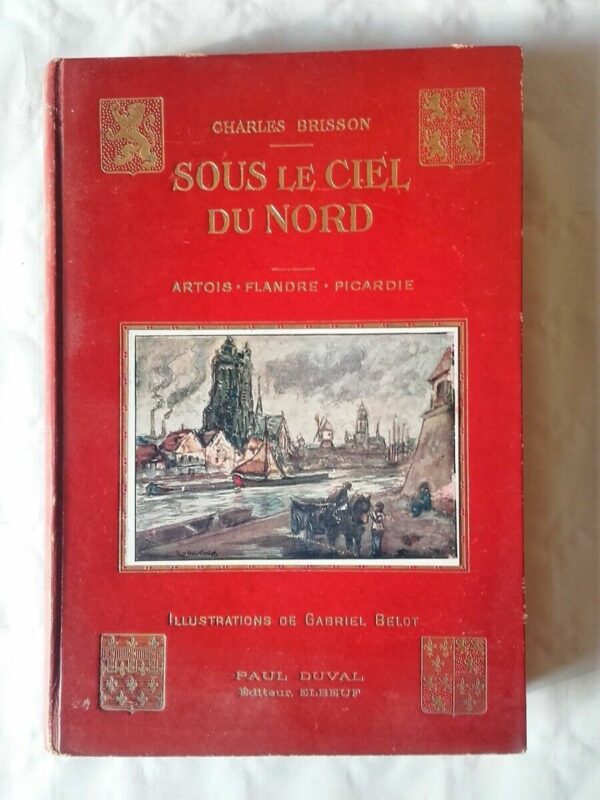 CHARLES BRISSON
SOUS LE CIEL
DU NORD
ARTOIS · FLANDRE · PICARDIE
ILLUSTRATIONS DE GABRIEL BELOT
PAUL DUVAL
Éditeur. ELBEUF